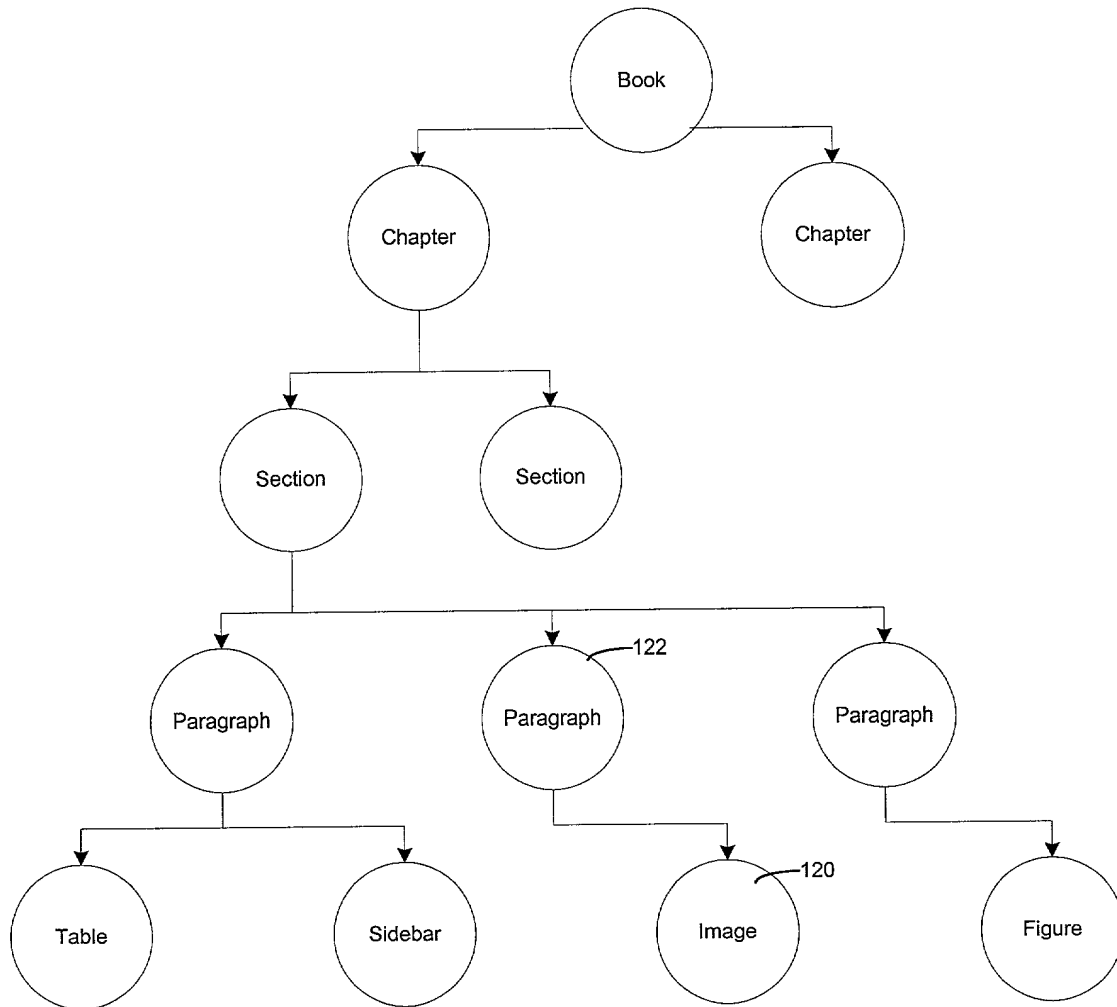 Book
Chapter
Chapter
Section
Section
122
Paragraph
Paragraph
Paragraph
120
Table
Sidebar
Image
Figure